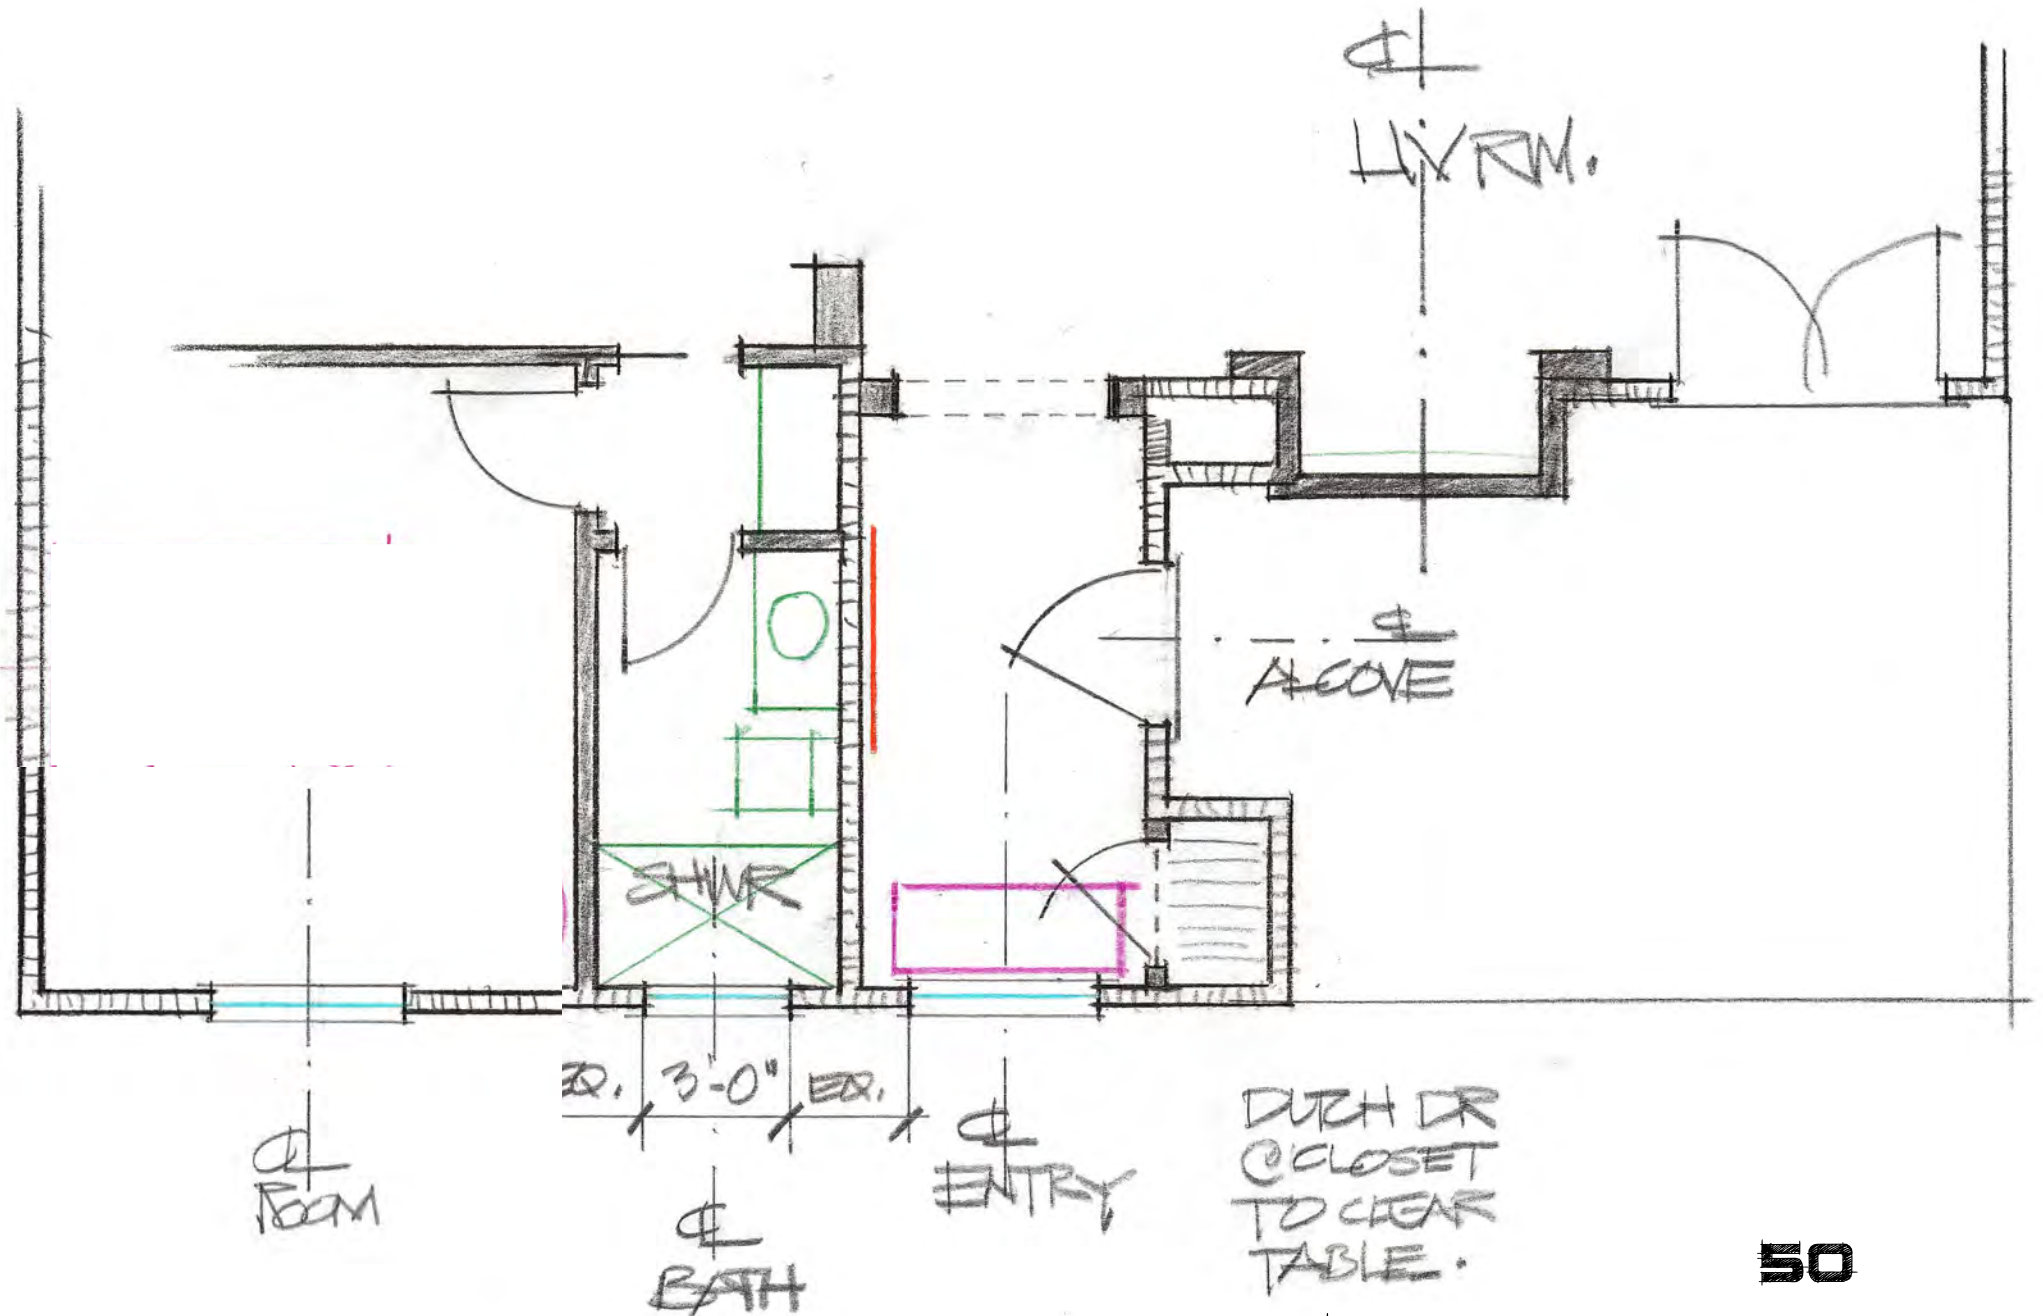 ℄
LIV RM.
℄
ALCOVE
SHWR
EQ. 3'-0" EQ.
℄
ROOM
℄
BATH
℄
ENTRY
DUTCH DR
@ CLOSET
TO CLEAR
TABLE.
50